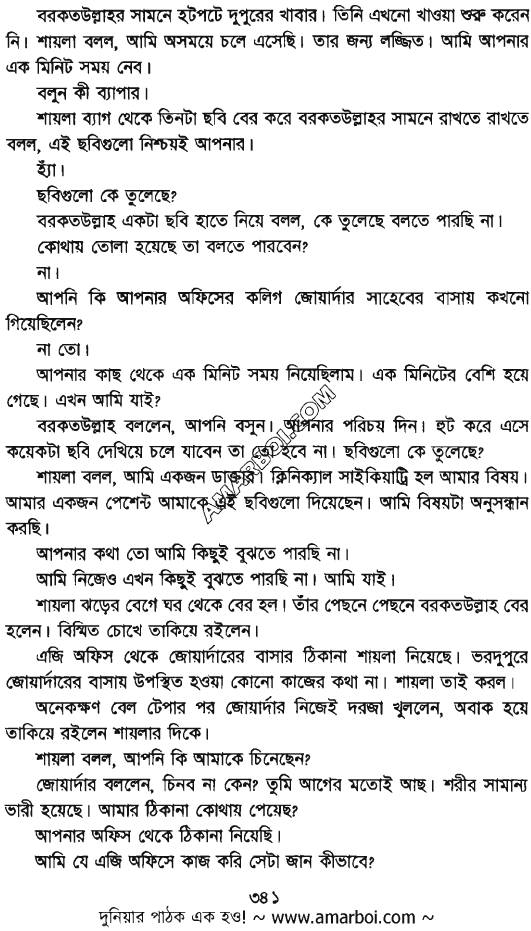 বরকতউল্লাহর সামনে হটপটে দুপুরের খাবার। তিনি এখনো খাওয়া শুরু করেন
নি। শায়লা বলল, আমি অসময়ে চলে এসেছি। তার জন্য লজ্জিত। আমি আপনার
এক মিনিট সময় নেব।
বলুন কী ব্যাপার।
শায়লা ব্যাগ থেকে তিনটা ছবি বের করে বরকতউল্লাহর সামনে রাখতে রাখতে
বলল, এই ছবিগুলো নিশ্চয়ই আপনার।
হ্যাঁ।
ছবিগুলো কে তুলেছে?
বরকতউল্লাহ একটা ছবি হাতে নিয়ে বলল, কে তুলেছে বলতে পারছি না।
কোথায় তোলা হয়েছে তা বলতে পারবেন?
না।
আপনি কি আপনার অফিসের কলিগ জোয়ার্দার সাহেবের বাসায় কখনো
গিয়েছিলেন?
না তো।
আপনার কাছ থেকে এক মিনিট সময় নিয়েছিলাম। এক মিনিটের বেশি হয়ে
গেছে। এখন আমি যাই?
বরকতউল্লাহ বললেন, আপনি বসুন। আপনার পরিচয় দিন। হুট করে এসে
কয়েকটা ছবি দেখিয়ে চলে যাবেন তা তো হবে না। ছবিগুলো কে তুলেছে?
শায়লা বলল, আমি একজন ডাক্তার। ক্লিনিক্যাল সাইকিয়াট্রি হল আমার বিষয়।
আমার একজন পেশেন্ট আমাকে এই ছবিগুলো দিয়েছেন। আমি বিষয়টা অনুসন্ধান
করছি।
আপনার কথা তো আমি কিছুই বুঝতে পারছি না।
আমি নিজেও এখন কিছুই বুঝতে পারছি না। আমি যাই।
শায়লা ঝড়ের বেগে ঘর থেকে বের হল। তাঁর পেছনে পেছনে বরকতউল্লাহ বের
হলেন। বিস্মিত চোখে তাকিয়ে রইলেন।
এজি অফিস থেকে জোয়ার্দারের বাসার ঠিকানা শায়লা নিয়েছে। ভরদুপুরে
জোয়ার্দারের বাসায় উপস্থিত হওয়া কোনো কাজের কথা না। শায়লা তাই করল।
অনেকক্ষণ বেল টেপার পর জোয়ার্দার নিজেই দরজা খুললেন, অবাক হয়ে
তাকিয়ে রইলেন শায়লার দিকে।
শায়লা বলল, আপনি কি আমাকে চিনেছেন?
জোয়ার্দার বললেন, চিনব না কেন? তুমি আগের মতোই আছ। শরীর সামান্য
ভারী হয়েছে। আমার ঠিকানা কোথায় পেয়েছ?
আপনার অফিস থেকে ঠিকানা নিয়েছি।
আমি যে এজি অফিসে কাজ করি সেটা জান কীভাবে?
৩৪১
দুনিয়ার পাঠক এক হও! ~ www.amarboi.com ~
AMARBOI.COM